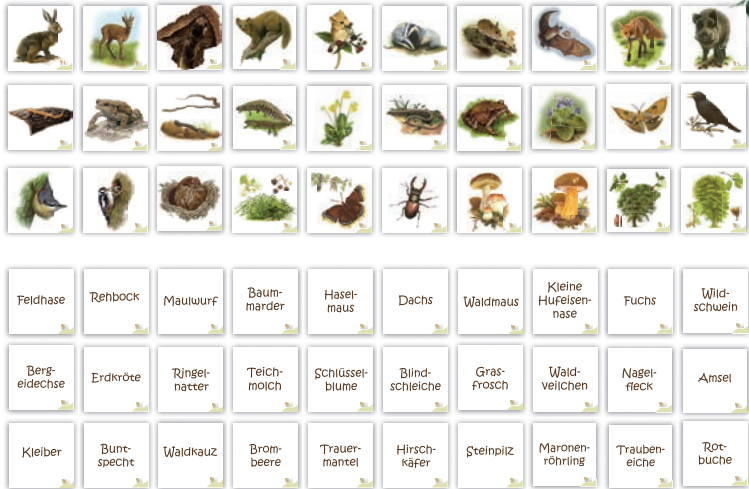 Feldhase
Rehbock
Maulwurf
Baum-
marder
Hasel-
maus
Dachs
Waldmaus
Kleine
Hufeisen-
nase
Fuchs
Wild-
schwein
Berg-
eidechse
Erdkröte
Ringel-
natter
Teich-
molch
Schlüssel-
blume
Blind-
schleiche
Gras-
frosch
Wald-
veilchen
Nagel-
fleck
Amsel
Kleiber
Bunt-
specht
Waldkauz
Brom-
beere
Trauer-
mantel
Hirsch-
käfer
Steinpilz
Maronen-
röhrling
Trauben-
eiche
Rot-
buche